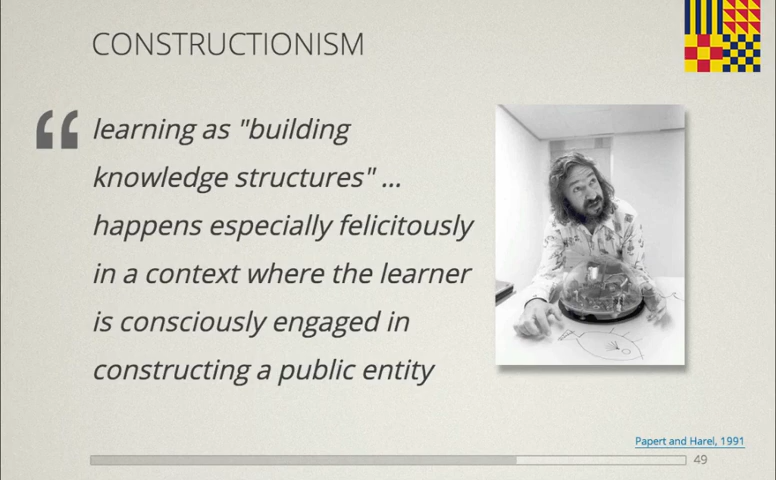 CONSTRUCTIONISM
“ learning as "building
knowledge structures" ...
happens especially felicitously
in a context where the learner
is consciously engaged in
constructing a public entity
Papert and Harel, 1991
49